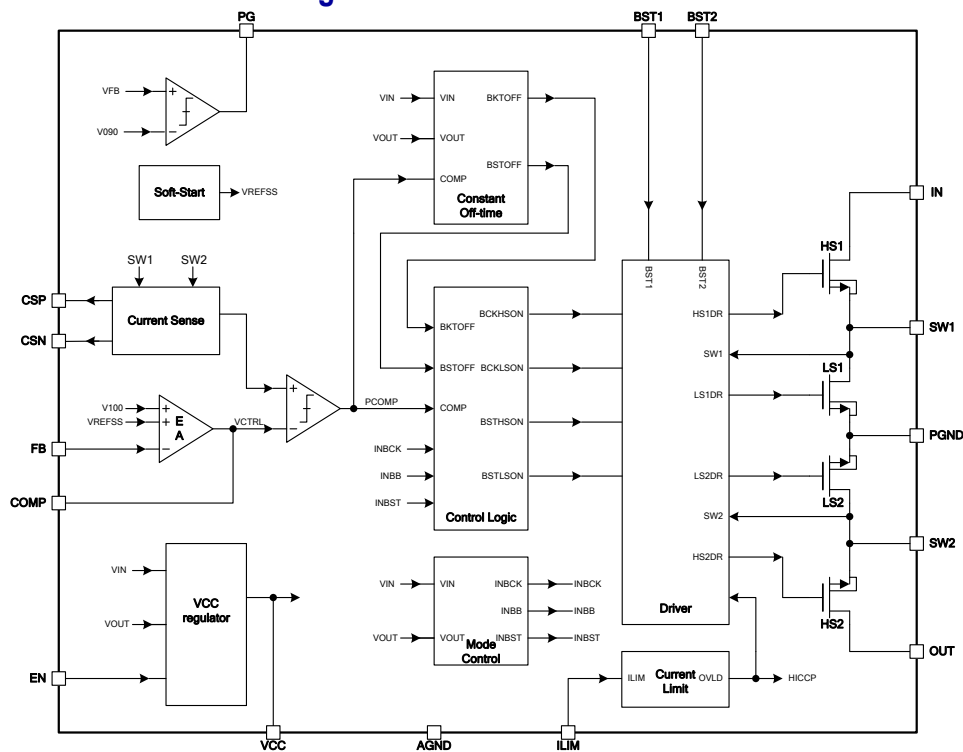 PG
BST1
BST2
VFB
+
V090
−
VIN
VIN
BKTOFF
VOUT
VOUT
BSTOFF
COMP
Constant
Off-time
Soft-Start
VREFSS
IN
SW1
SW2
CSP
Current Sense
CSN
BST1
BST2
HS1
HS1DR
SW1
SW1
LS1
LS1DR
BKTOFF
BCKHSON
BSTOFF
BCKLSON
PCOMP
COMP
BSTHSON
INBCK
INBB
BSTLSON
INBST
Control Logic
+
−
V100
+
VREFSS
+
E
A
VCTRL
FB
−
COMP
PGND
LS2DR
LS2
SW2
SW2
HS2DR
HS2
Driver
OUT
VIN
VCC
regulator
VOUT
EN
VIN
VIN
INBCK
INBCK
INBB
INBB
VOUT
VOUT
INBST
INBST
Mode
Control
ILIM
Current
Limit
OVLD
HICCP
VCC
AGND
ILIM